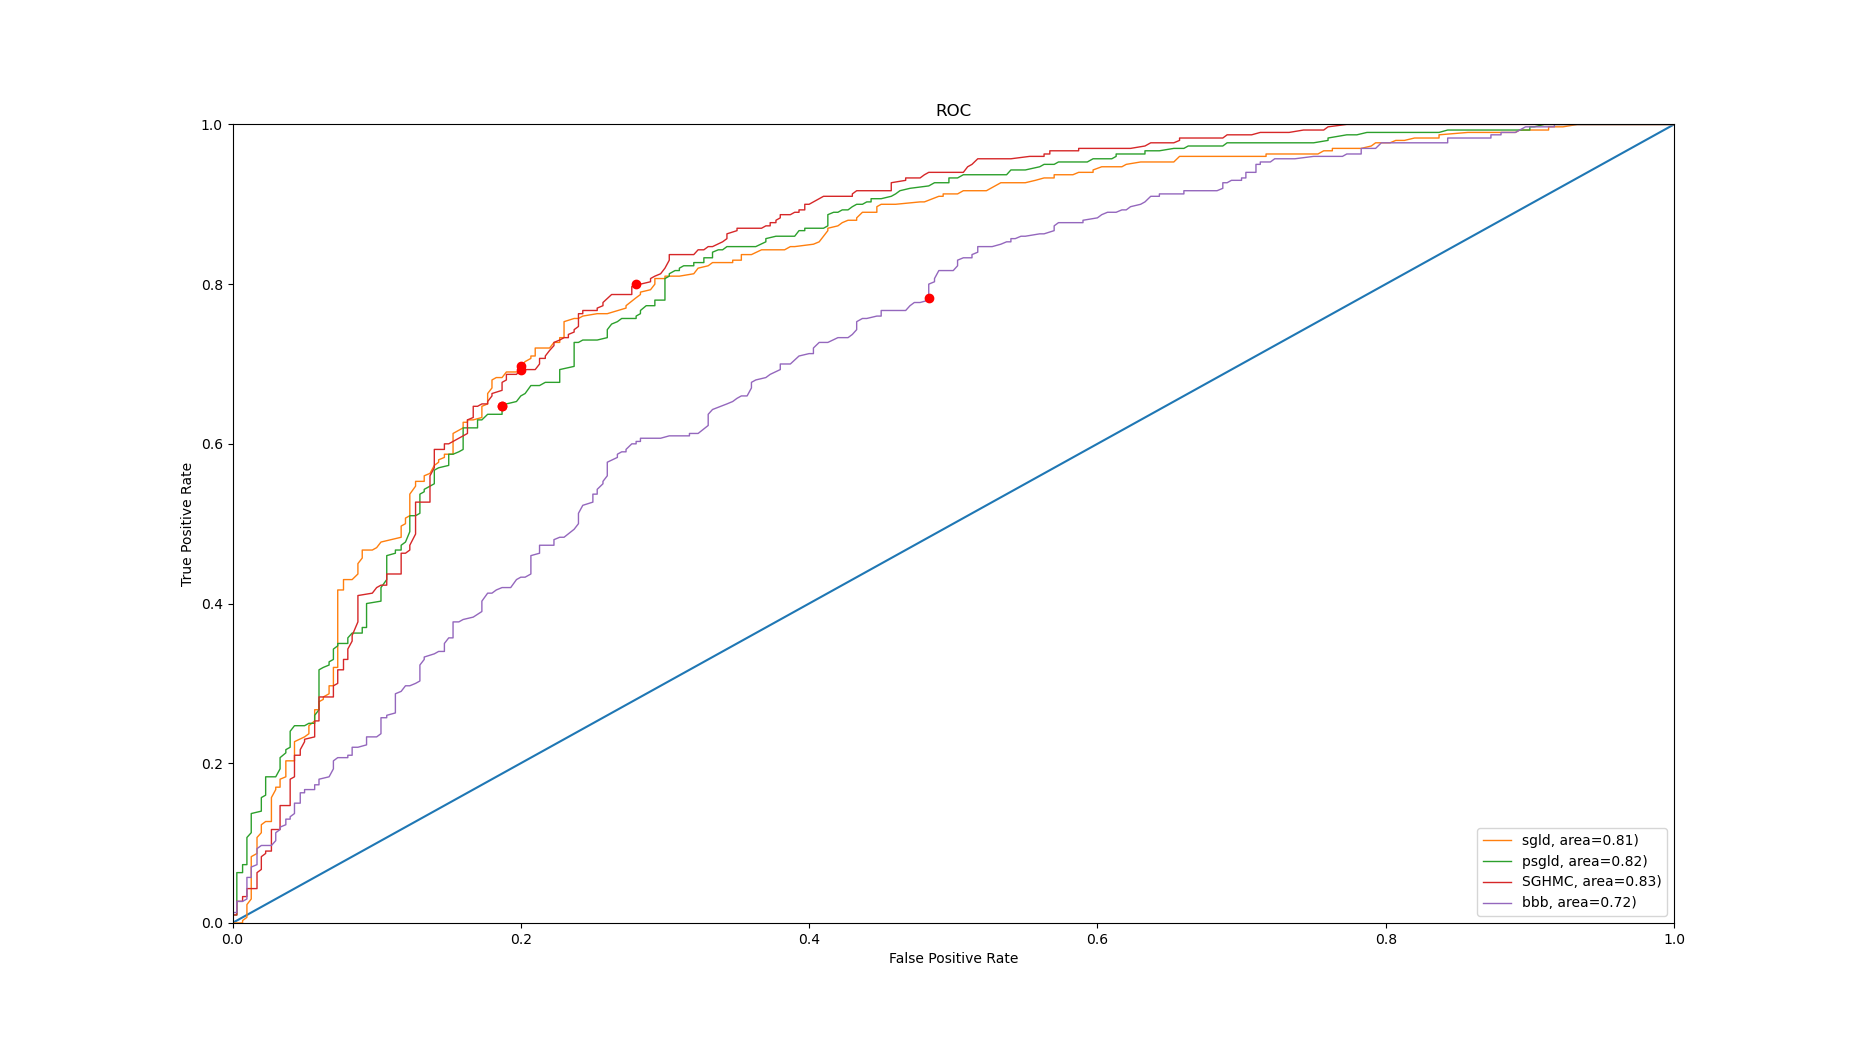 ROC
1.0
0.8
0.6
0.4
0.2
0.0
True Positive Rate
0.0 0.2 0.4 0.6 0.8 1.0
False Positive Rate
sgld, area=0.81)
psgld, area=0.82)
SGHMC, area=0.83)
bbb, area=0.72)